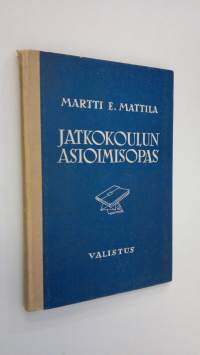 MARTTI E. MATTILA
JATKOKOULUN
ASIOIMISOPAS
VALISTUS